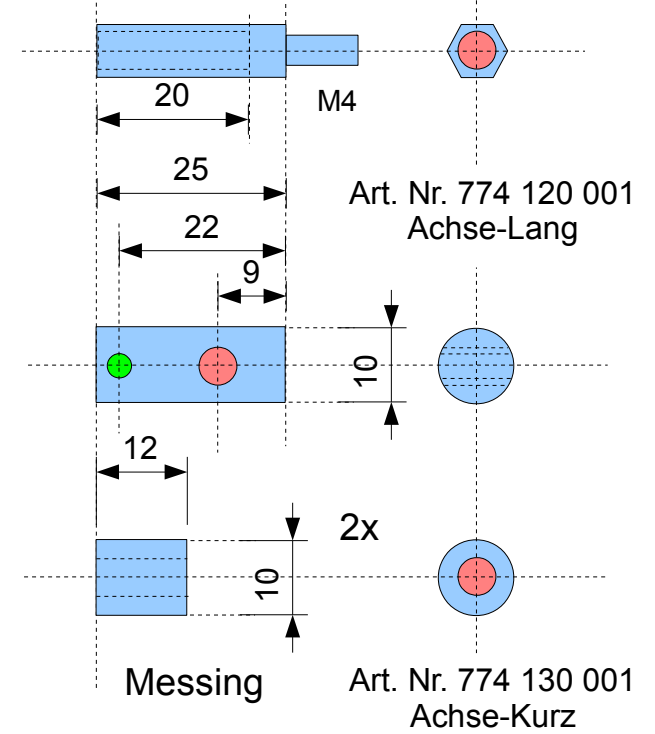 20
M4
25
Art. Nr. 774 120 001
Achse-Lang
22
9
10
12
2x
10
Messing
Art. Nr. 774 130 001
Achse-Kurz